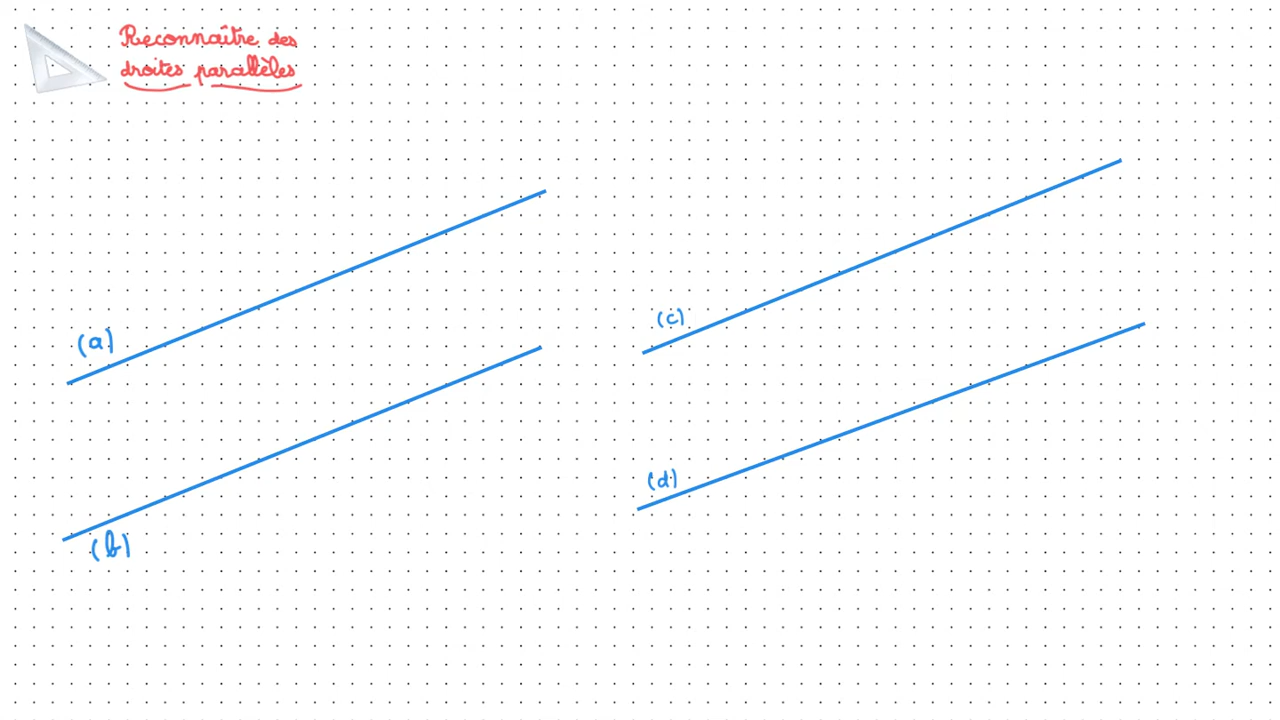 Reconnaître des
droites parallèles
(a)
(b)
(c)
(d)